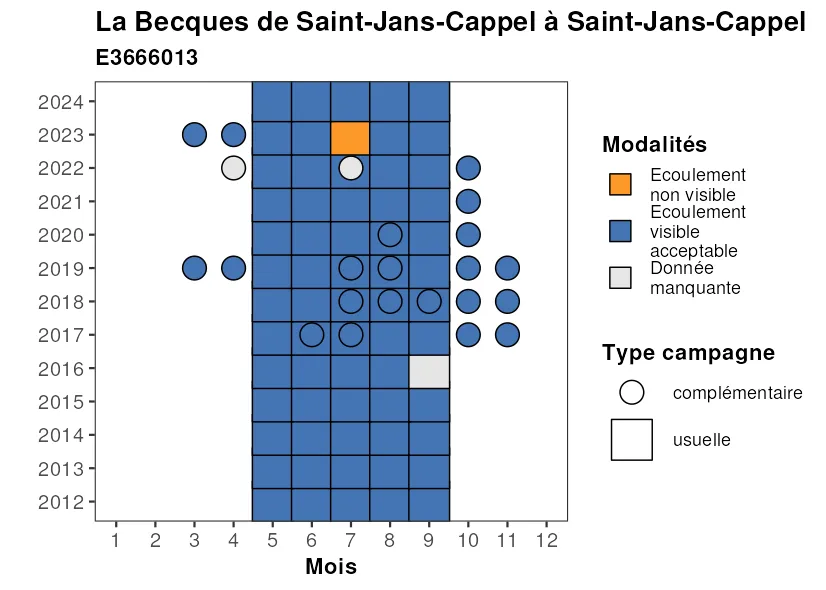 La Becques de Saint-Jans-Cappel à Saint-Jans-Cappel
E3666013
2024
2023
2022
2021
2020
2019
2018
2017
2016
2015
2014
2013
2012
1 2 3 4 5 6 7 8 9 10 11 12
Mois
Modalités
Ecoulement
non visible
Ecoulement
visible
acceptable
Donnée
manquante
Type campagne
complémentaire
usuelle